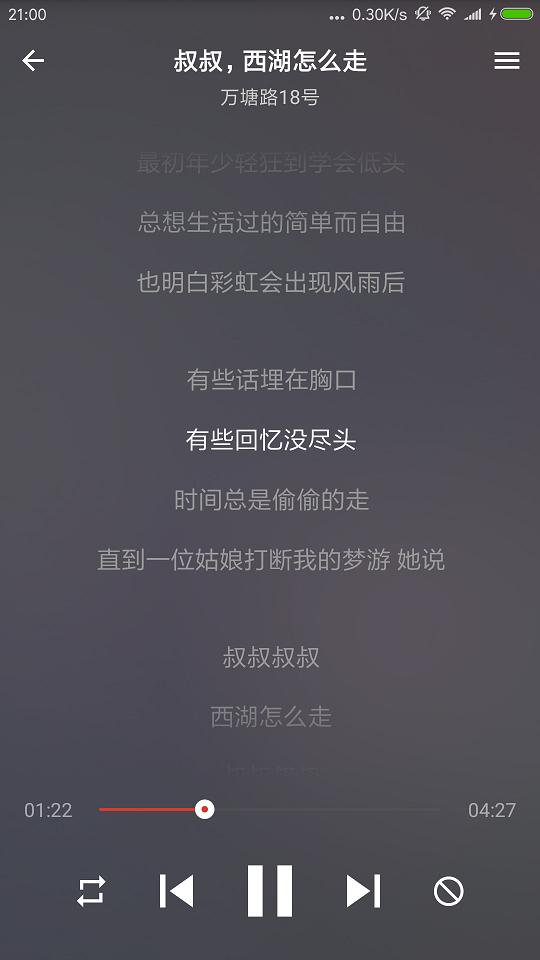 21:00 ... 0.30K/s
叔叔，西湖怎么走
万塘路18号
最初年少轻狂到学会低头
总想生活过的简单而自由
也明白彩虹会出现风雨后
有些话埋在胸口
有些回忆没尽头
时间总是偷偷的走
直到一位姑娘打断我的梦游 她说
叔叔叔叔
西湖怎么走
01:22 04:27